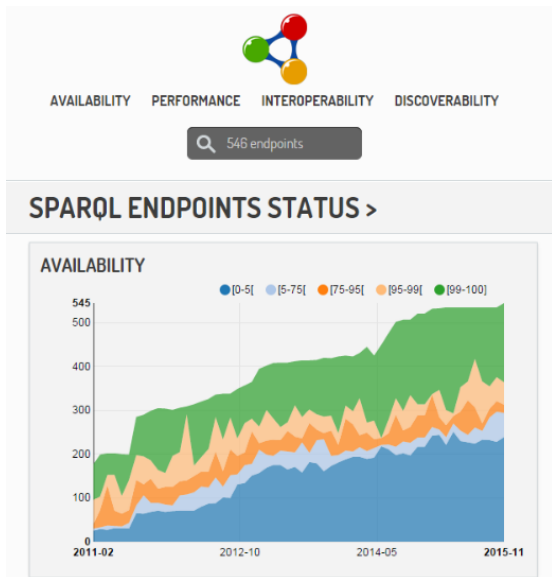 AVAILABILITY PERFORMANCE INTEROPERABILITY DISCOVERABILITY
546 endpoints
SPARQL ENDPOINTS STATUS >
AVAILABILITY
[0-5[ [5-75[ [75-95[ [95-99[ [99-100]
545
500
400
300
200
100
0
2011-02 2012-10 2014-05 2015-11